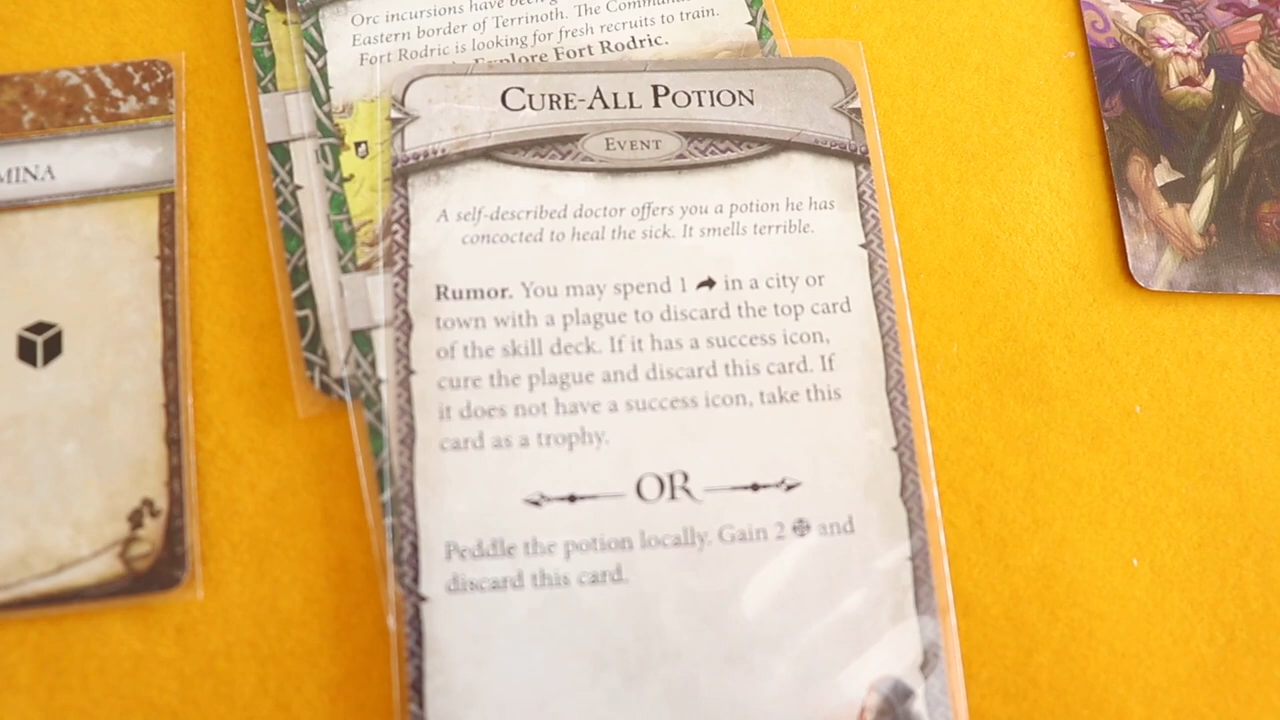 Orc incursions have been
Eastern border of Terrinoth. The
Fort Rodric is looking for fresh recruits to train.
Explore Fort Rodric.
MINA
CURE-ALL POTION
EVENT
A self-described doctor offers you a potion he has
concocted to heal the sick. It smells terrible.
Rumor. You may spend 1 in a city or
town with a plague to discard the top card
of the skill deck. If it has a success icon,
cure the plague and discard this card. If
it does not have a success icon, take this
card as a trophy.
OR
Peddle the potion locally. Gain 2 and
discard this card.